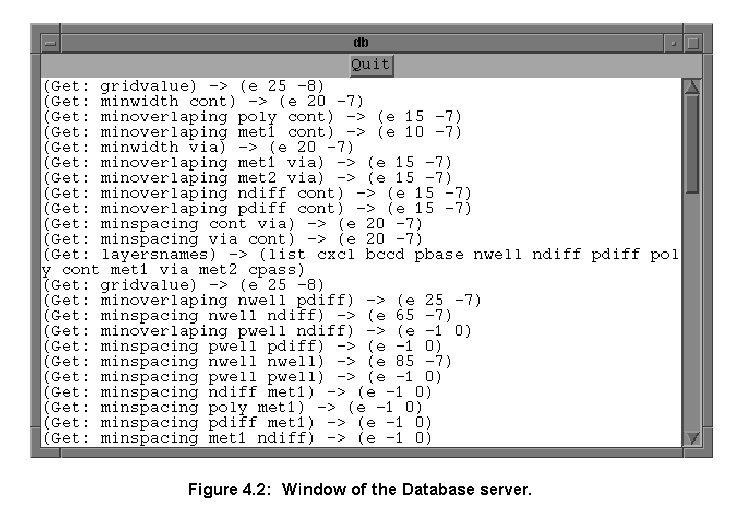 db
Quit
(Get: gridvalue) -> (e 25 -8)
(Get: minwidth cont) -> (e 20 -7)
(Get: minoverlaping poly cont) -> (e 15 -7)
(Get: minoverlaping met1 cont) -> (e 10 -7)
(Get: minwidth via) -> (e 20 -7)
(Get: minoverlaping met1 via) -> (e 15 -7)
(Get: minoverlaping met2 via) -> (e 15 -7)
(Get: minoverlaping ndiff cont) -> (e 15 -7)
(Get: minoverlaping pdiff cont) -> (e 15 -7)
(Get: minspacing cont via) -> (e 20 -7)
(Get: minspacing via cont) -> (e 20 -7)
(Get: layersnames) -> (list cxcl bccd pbase nwell ndiff pdiff pol
y cont met1 via met2 cpass)
(Get: gridvalue) -> (e 25 -8)
(Get: minoverlaping nwell pdiff) -> (e 25 -7)
(Get: minspacing nwell ndiff) -> (e 65 -7)
(Get: minoverlaping pwell ndiff) -> (e -1 0)
(Get: minspacing pwell pdiff) -> (e -1 0)
(Get: minspacing nwell nwell) -> (e 85 -7)
(Get: minspacing pwell pwell) -> (e -1 0)
(Get: minspacing ndiff met1) -> (e -1 0)
(Get: minspacing poly met1) -> (e -1 0)
(Get: minspacing pdiff met1) -> (e -1 0)
(Get: minspacing met1 ndiff) -> (e -1 0)
Figure 4.2: Window of the Database server.